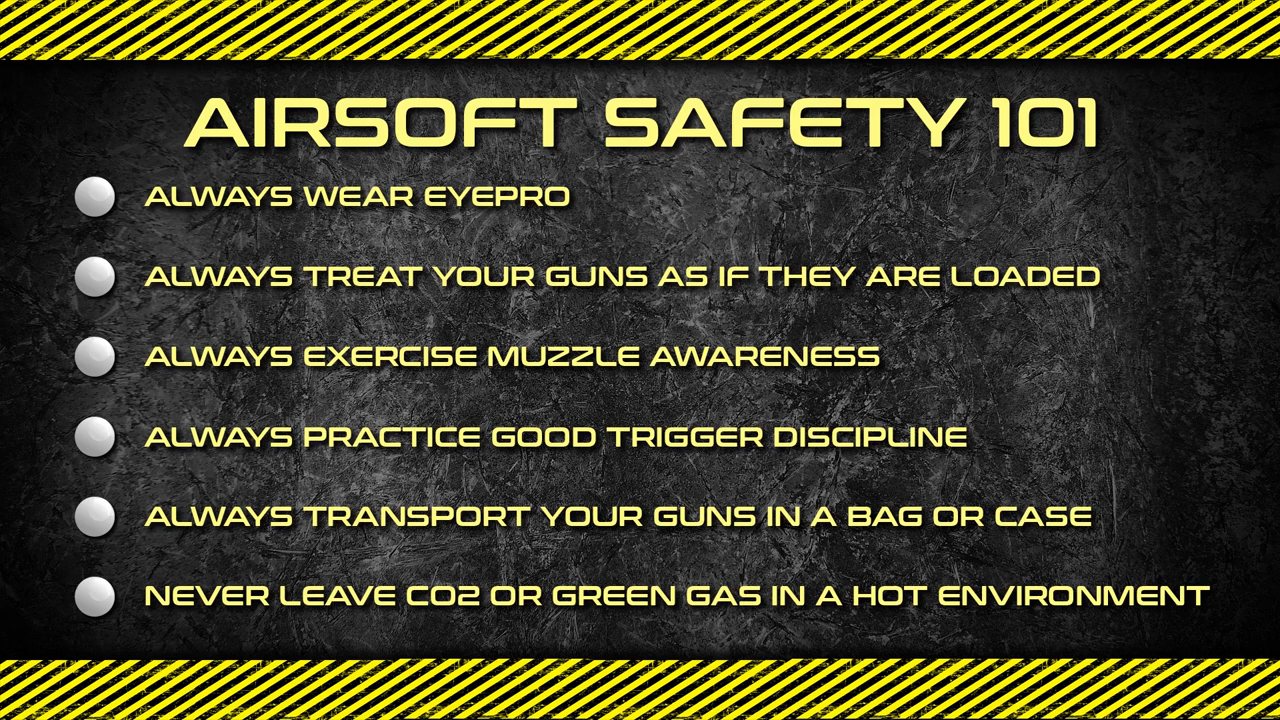 AIRSOFT SAFETY 101
ALWAYS WEAR EYEPRO
ALWAYS TREAT YOUR GUNS AS IF THEY ARE LOADED
ALWAYS EXERCISE MUZZLE AWARENESS
ALWAYS PRACTICE GOOD TRIGGER DISCIPLINE
ALWAYS TRANSPORT YOUR GUNS IN A BAG OR CASE
NEVER LEAVE CO2 OR GREEN GAS IN A HOT ENVIRONMENT